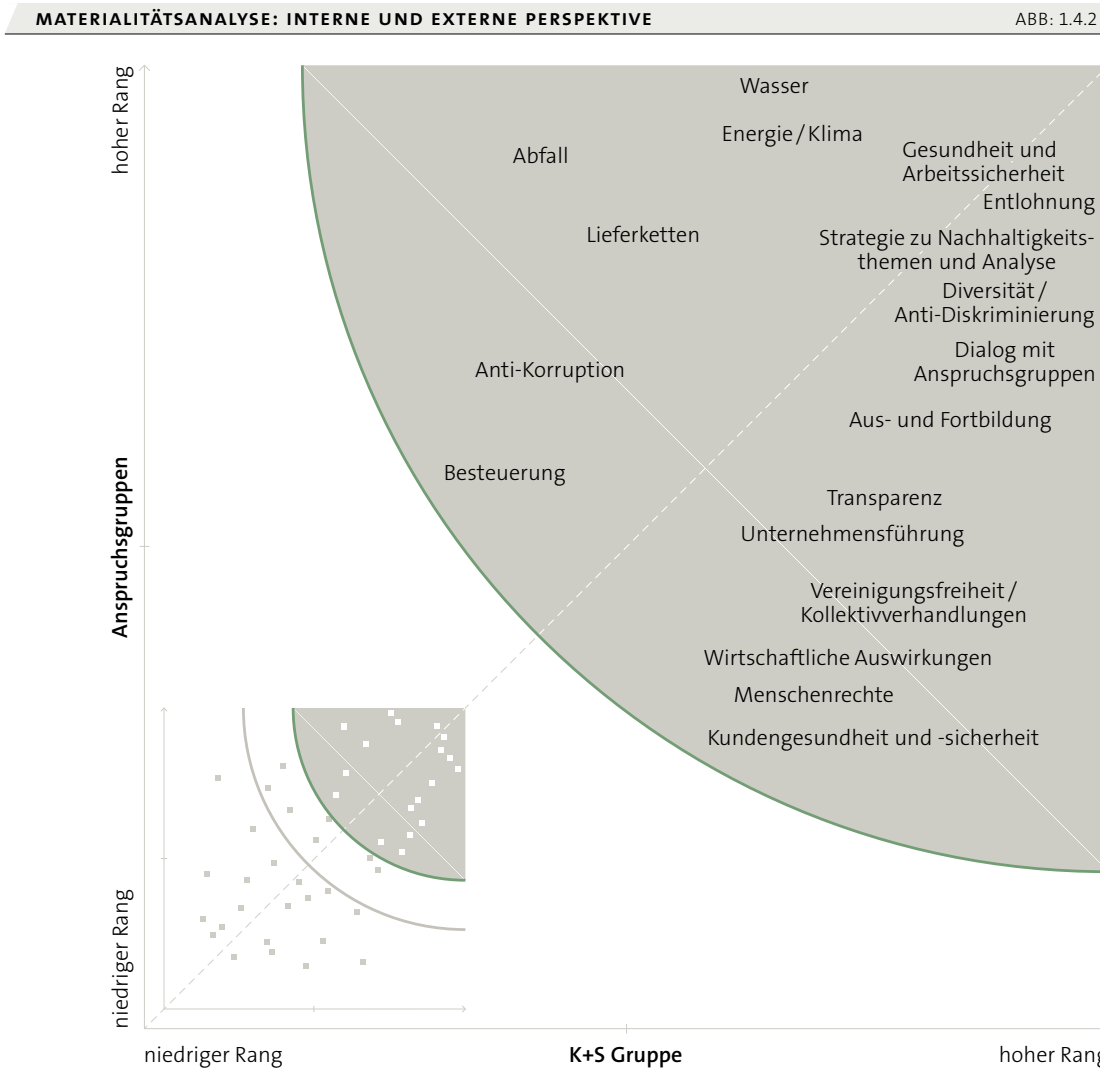 MATERIALITÄTSANALYSE: INTERNE UND EXTERNE PERSPEKTIVE
ABB: 1.4.2
hoher Rang
Wasser
Energie / Klima
Abfall
Gesundheit und
Arbeitssicherheit
Entlohnung
Lieferketten
Strategie zu Nachhaltigkeits-
themen und Analyse
Diversität /
Anti-Diskriminierung
Dialog mit
Anspruchsgruppen
Anti-Korruption
Aus- und Fortbildung
Besteuerung
Transparenz
Unternehmensführung
Anspruchsgruppen
Vereinigungsfreiheit /
Kollektivverhandlungen
Wirtschaftliche Auswirkungen
Menschenrechte
Kundengesundheit und -sicherheit
niedriger Rang
niedriger Rang
K+S Gruppe
hoher Rang